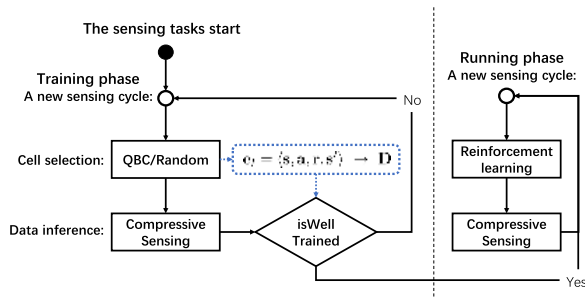 The sensing tasks start
Training phase
A new sensing cycle:
No
Cell selection:
QBC/Random
e_t = ⟨s, a, r, s'⟩ → D
Data inference:
Compressive
Sensing
isWell
Trained
Running phase
A new sensing cycle:
Reinforcement
learning
Compressive
Sensing
Yes